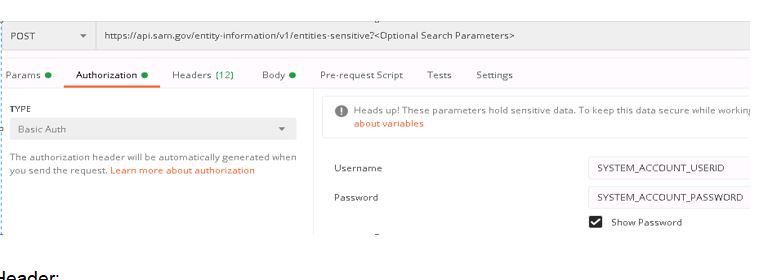 POST https://api.sam.gov/entity-information/v1/entities-sensitive?<Optional Search Parameters>
Params Authorization Headers (12) Body Pre-request Script Tests Settings
TYPE
Basic Auth
The authorization header will be automatically generated when
you send the request. Learn more about authorization
Heads up! These parameters hold sensitive data. To keep this data secure while working
about variables
Username SYSTEM_ACCOUNT_USERID
Password SYSTEM_ACCOUNT_PASSWORD
Show Password
Header: